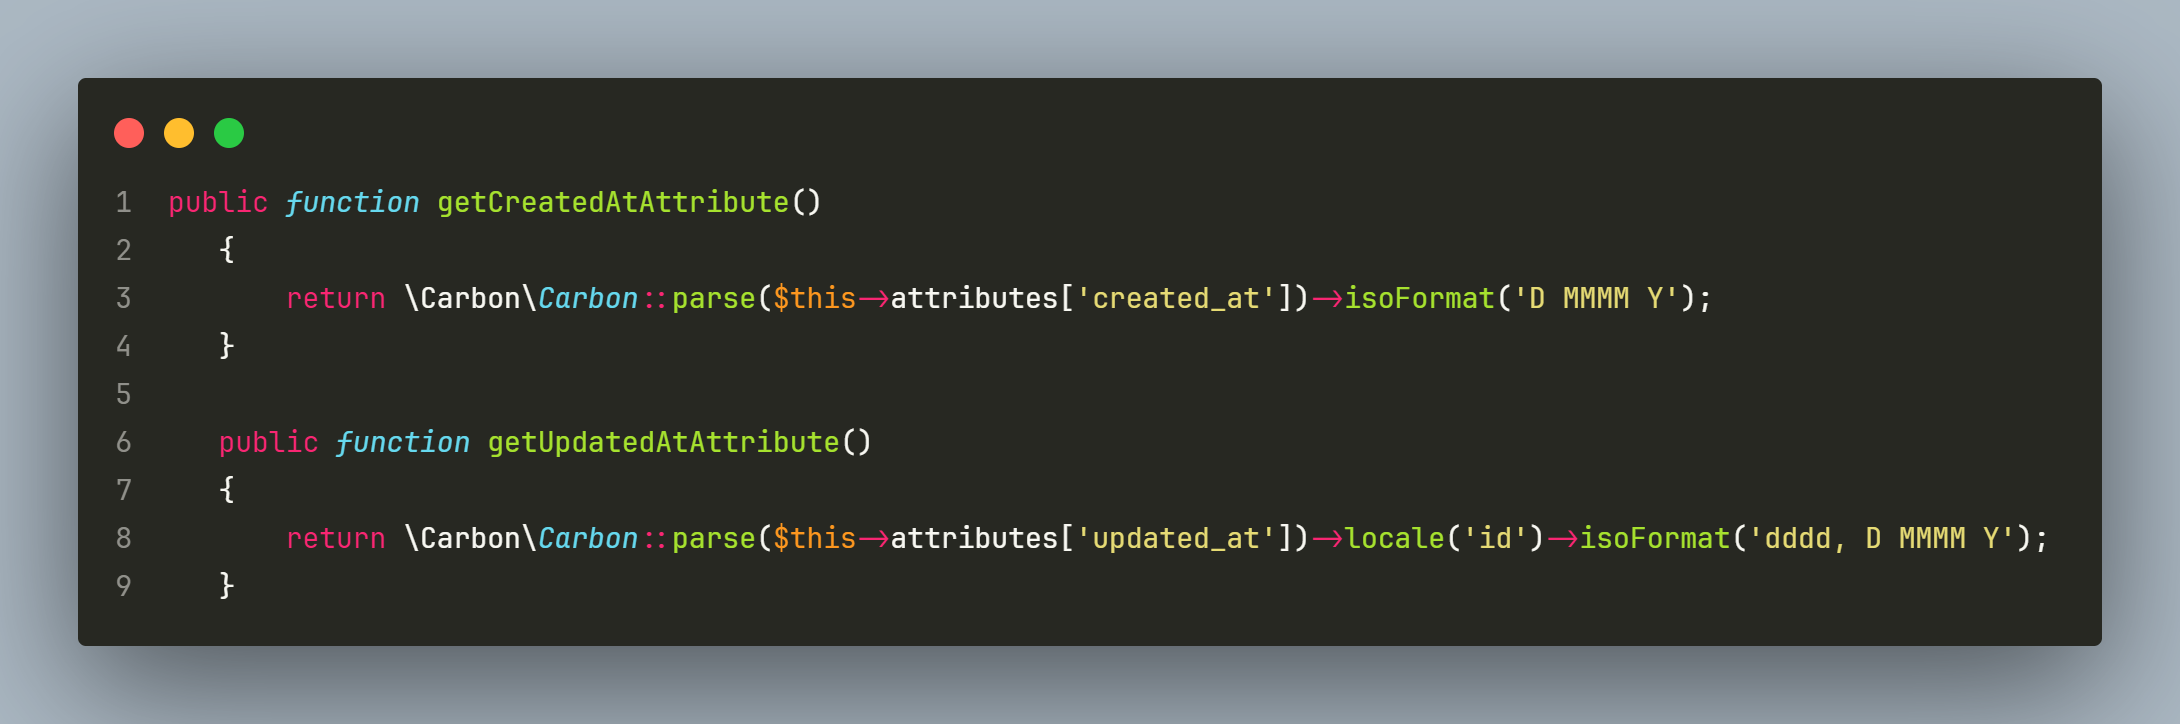 1 public function getCreatedAtAttribute()
2 {
3 return \Carbon\Carbon::parse($this->attributes['created_at'])->isoFormat('D MMMM Y');
4 }
5
6 public function getUpdatedAtAttribute()
7 {
8 return \Carbon\Carbon::parse($this->attributes['updated_at'])->locale('id')->isoFormat('dddd, D MMMM Y');
9 }